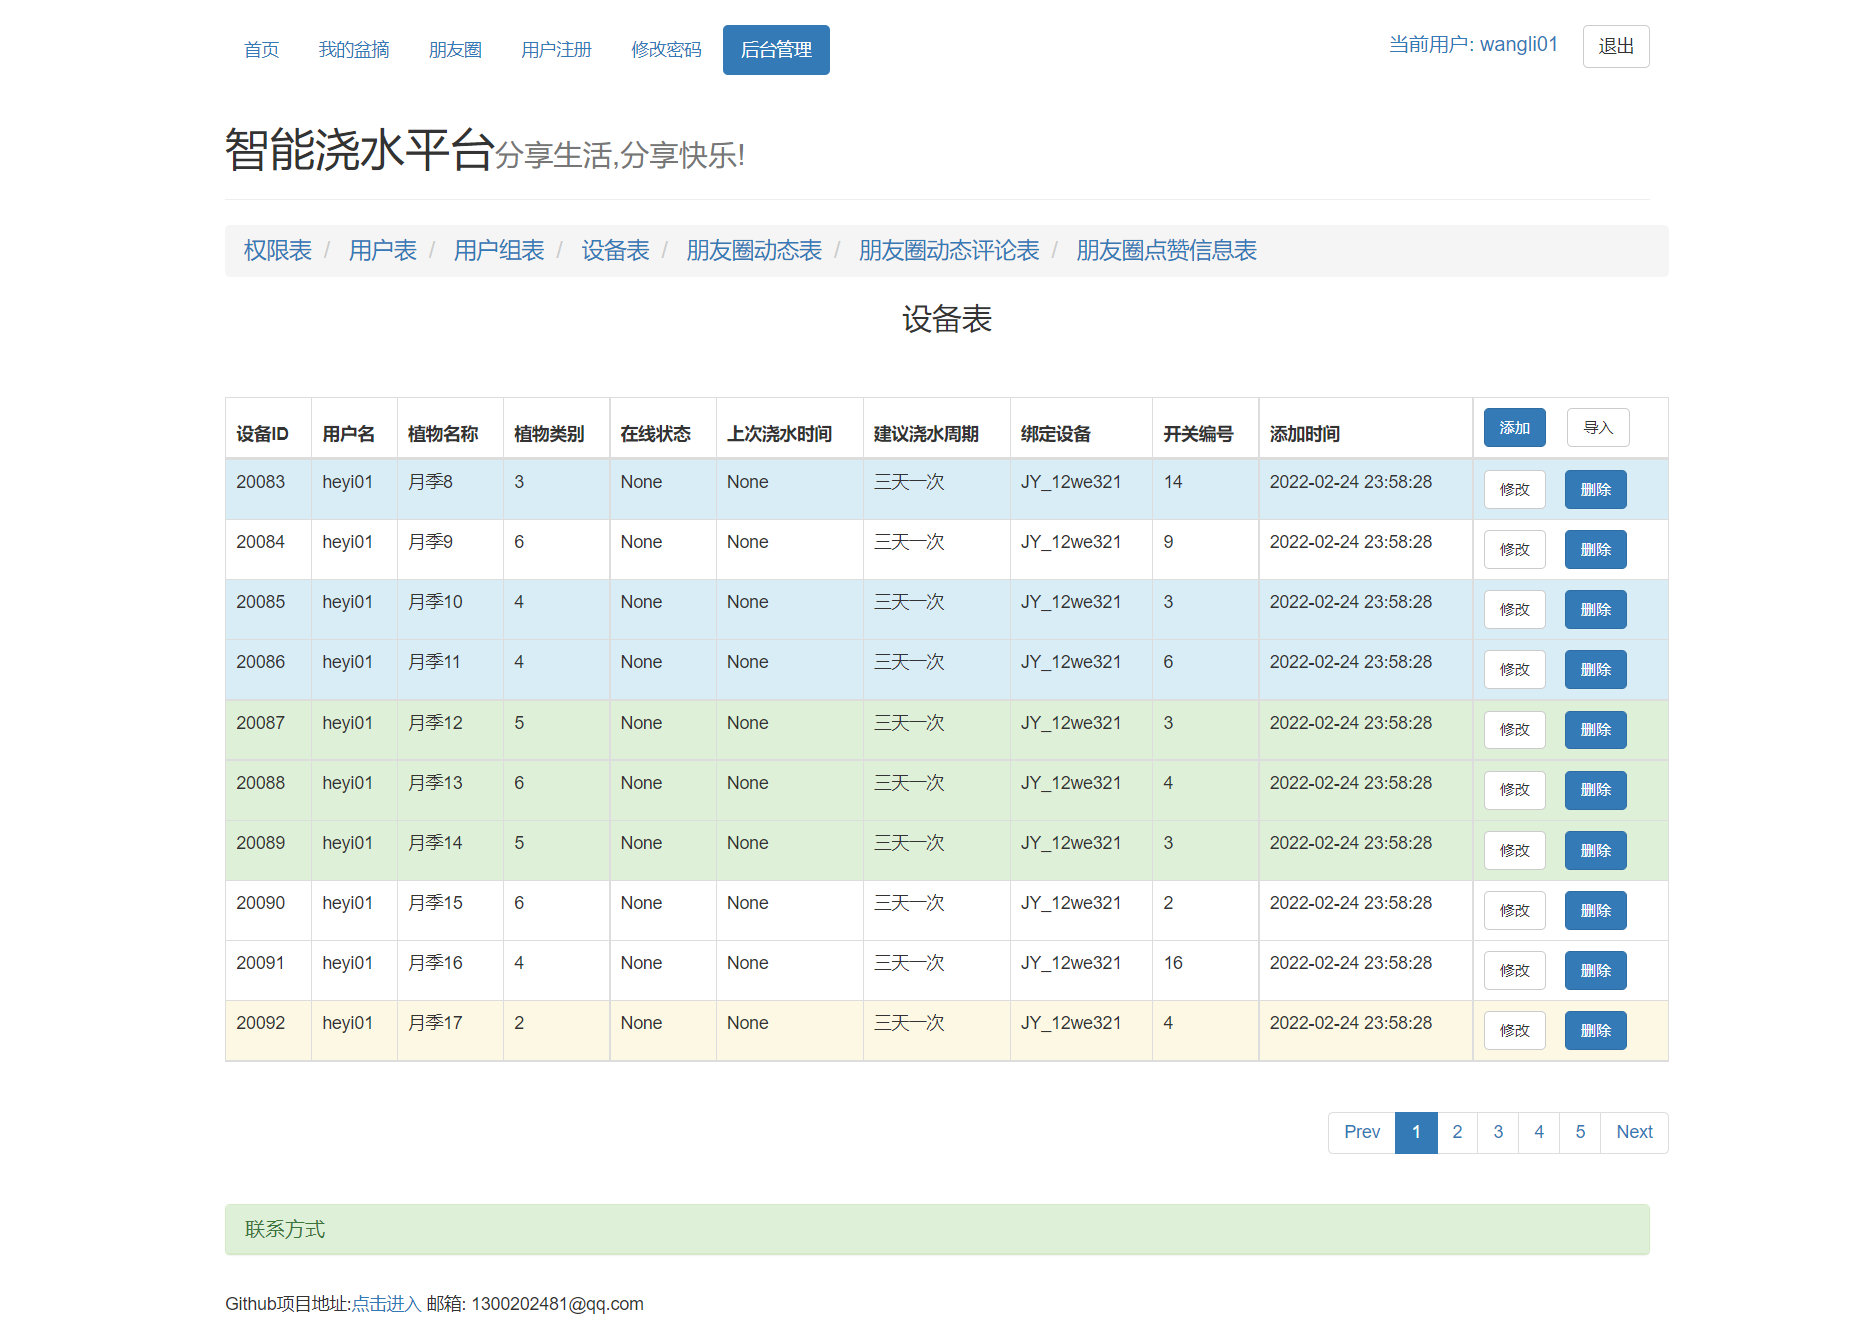 首页 我的盆摘 朋友圈 用户注册 修改密码 后台管理 当前用户: wangli01 退出
智能浇水平台分享生活,分享快乐!
权限表 / 用户表 / 用户组表 / 设备表 / 朋友圈动态表 / 朋友圈动态评论表 / 朋友圈点赞信息表
设备表
设备ID 用户名 植物名称 植物类别 在线状态 上次浇水时间 建议浇水周期 绑定设备 开关编号 添加时间 添加 导入
20083 heyi01 月季8 3 None None 三天一次 JY_12we321 14 2022-02-24 23:58:28 修改 删除
20084 heyi01 月季9 6 None None 三天一次 JY_12we321 9 2022-02-24 23:58:28 修改 删除
20085 heyi01 月季10 4 None None 三天一次 JY_12we321 3 2022-02-24 23:58:28 修改 删除
20086 heyi01 月季11 4 None None 三天一次 JY_12we321 6 2022-02-24 23:58:28 修改 删除
20087 heyi01 月季12 5 None None 三天一次 JY_12we321 3 2022-02-24 23:58:28 修改 删除
20088 heyi01 月季13 6 None None 三天一次 JY_12we321 4 2022-02-24 23:58:28 修改 删除
20089 heyi01 月季14 5 None None 三天一次 JY_12we321 3 2022-02-24 23:58:28 修改 删除
20090 heyi01 月季15 6 None None 三天一次 JY_12we321 2 2022-02-24 23:58:28 修改 删除
20091 heyi01 月季16 4 None None 三天一次 JY_12we321 16 2022-02-24 23:58:28 修改 删除
20092 heyi01 月季17 2 None None 三天一次 JY_12we321 4 2022-02-24 23:58:28 修改 删除
Prev 1 2 3 4 5 Next
联系方式
Github项目地址:点击进入 邮箱: 1300202481@qq.com